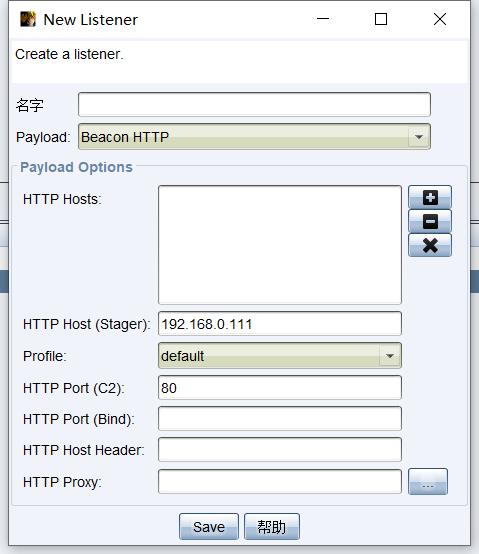 New Listener
Create a listener.
名字
Payload: Beacon HTTP
Payload Options
HTTP Hosts:
HTTP Host (Stager): 192.168.0.111
Profile: default
HTTP Port (C2): 80
HTTP Port (Bind):
HTTP Host Header:
HTTP Proxy: ...
Save 帮助